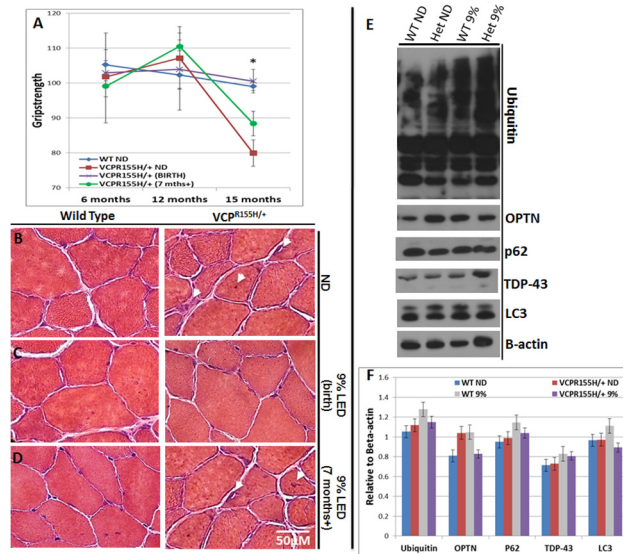 A
Gripstrength
120
110
100
90
80
70
*
WT ND
VCPR155H/+ ND
VCPR155H/+ (BIRTH)
VCPR155H/+ (7 mths+)
6 months 12 months 15 months
Wild Type VCPR155H/+
B
ND
C
9% LED
(birth)
D
9% LED
(7 months+)
50µM
E
WT ND Het ND WT 9% Het 9%
Ubiquitin
OPTN
p62
TDP-43
LC3
B-actin
F
WT ND VCPR155H/+ ND
WT 9% VCPR155H/+ 9%
Relative to Beta-actin
1.6
1.4
1.2
1
0.8
0.6
0.4
0.2
0
Ubiquitin OPTN P62 TDP-43 LC3